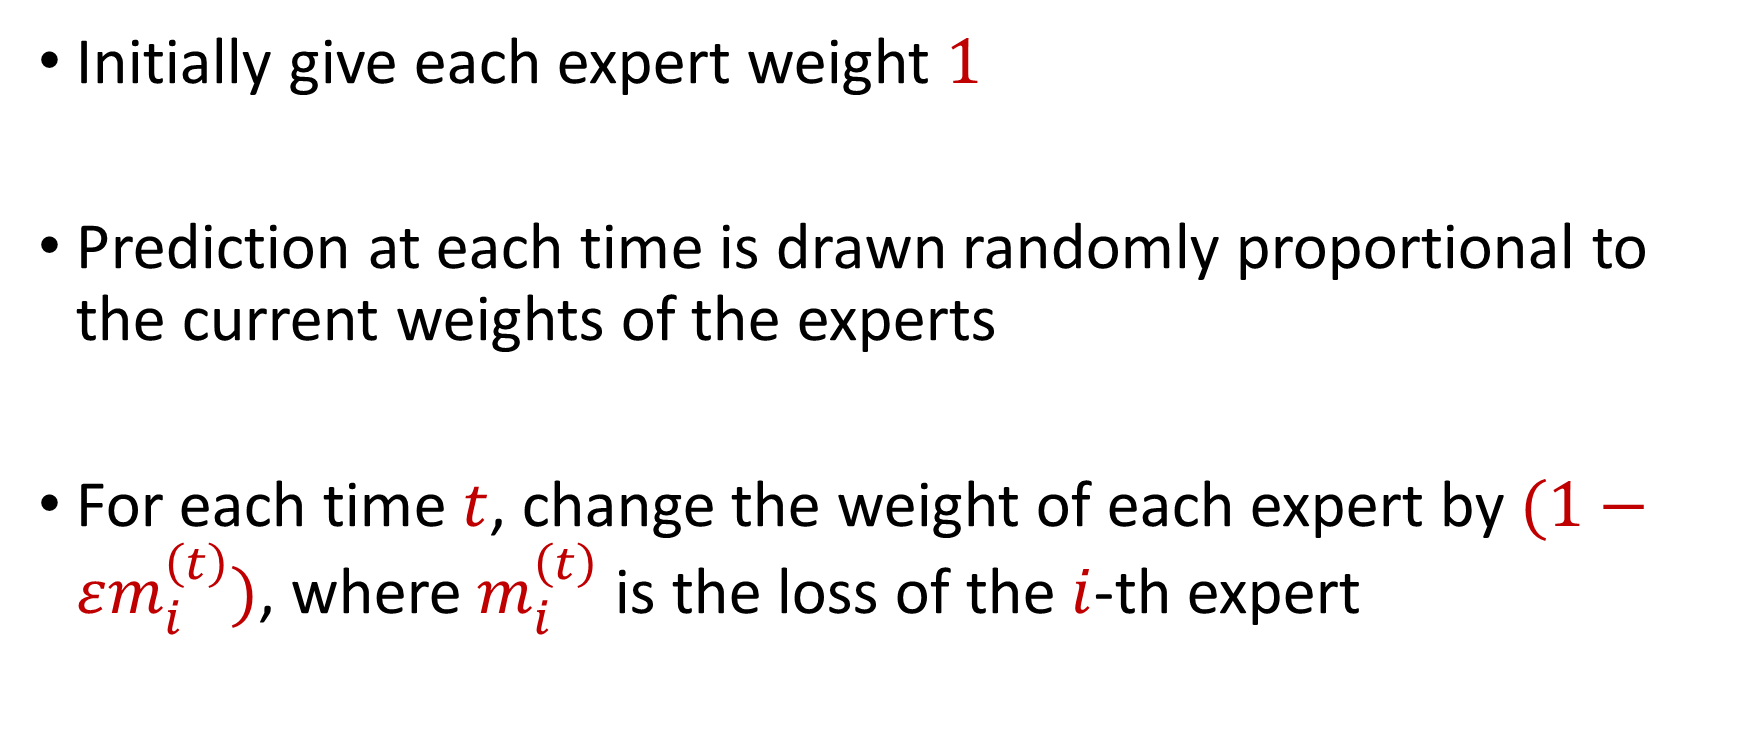 • Initially give each expert weight 1
• Prediction at each time is drawn randomly proportional to
the current weights of the experts
• For each time t, change the weight of each expert by (1 −
εm_i^(t)), where m_i^(t) is the loss of the i-th expert